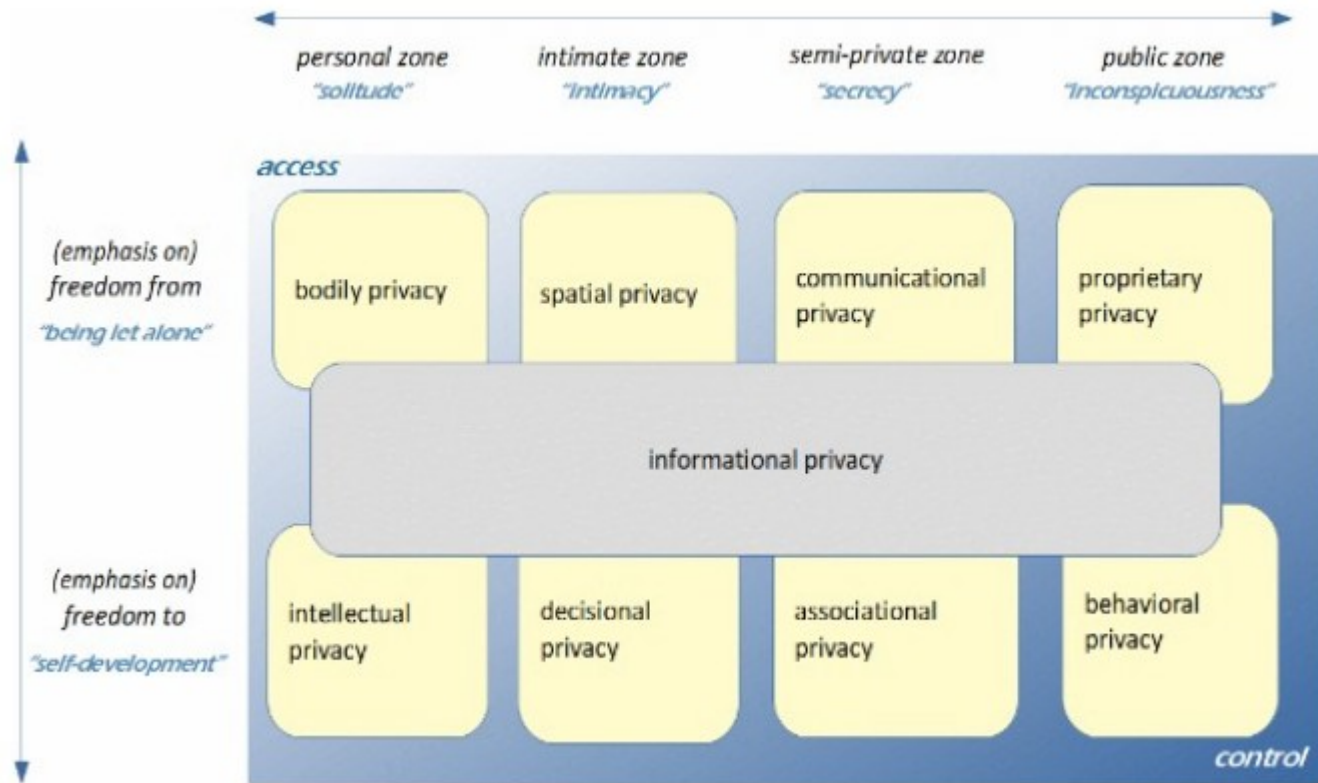 personal zone
"solitude"
intimate zone
"intimacy"
semi-private zone
"secrecy"
public zone
"inconspicuousness"
access
(emphasis on)
freedom from
"being let alone"
bodily privacy
spatial privacy
communicational
privacy
proprietary
privacy
informational privacy
(emphasis on)
freedom to
"self-development"
intellectual
privacy
decisional
privacy
associational
privacy
behavioral
privacy
control